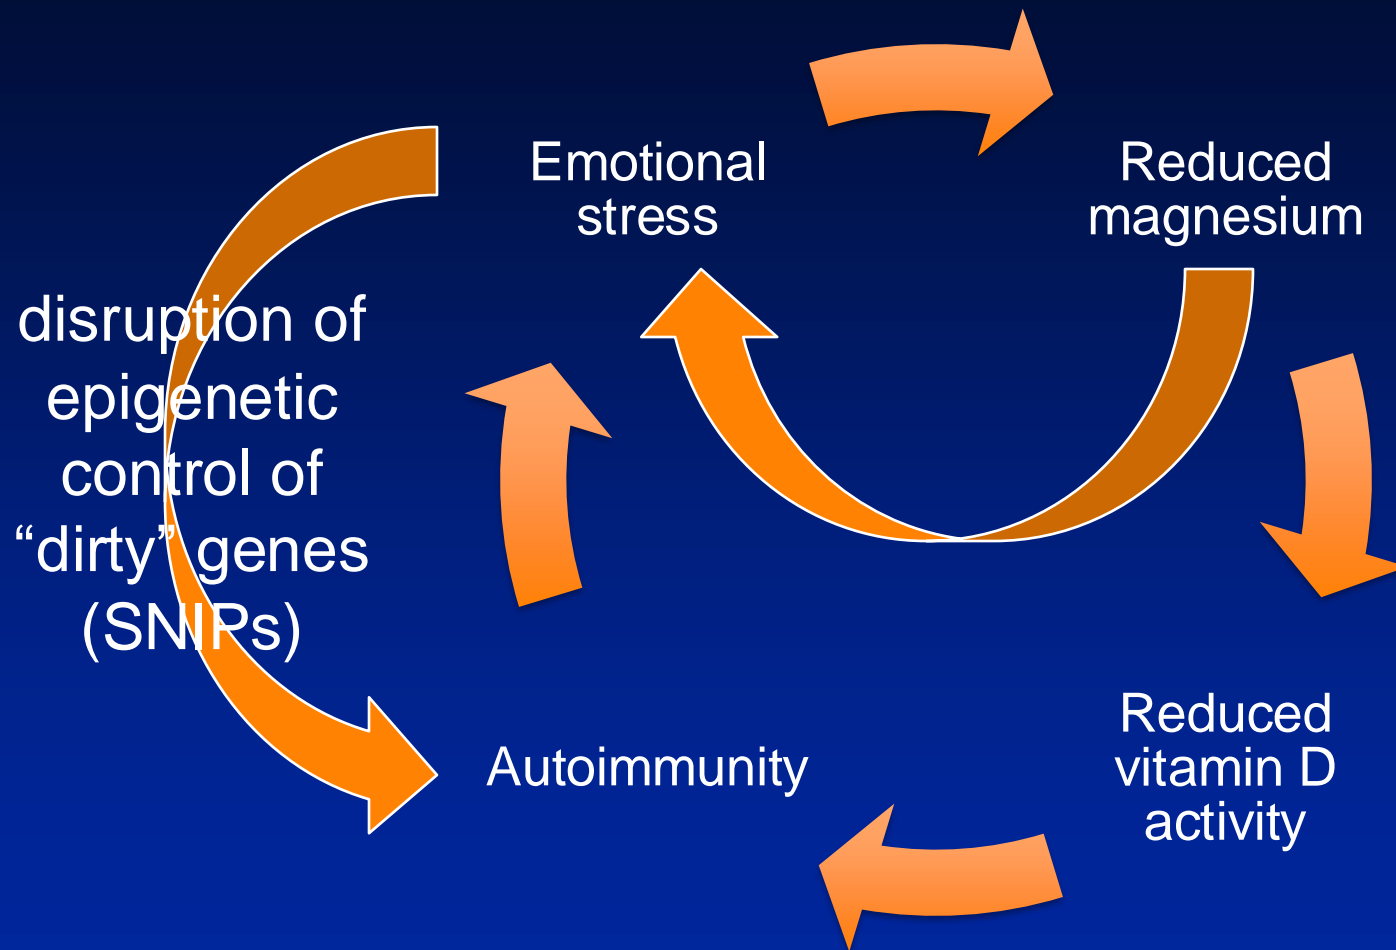 Emotional
stress
Reduced
magnesium
disruption of
epigenetic
control of
“dirty” genes
(SNIPs)
Autoimmunity
Reduced
vitamin D
activity